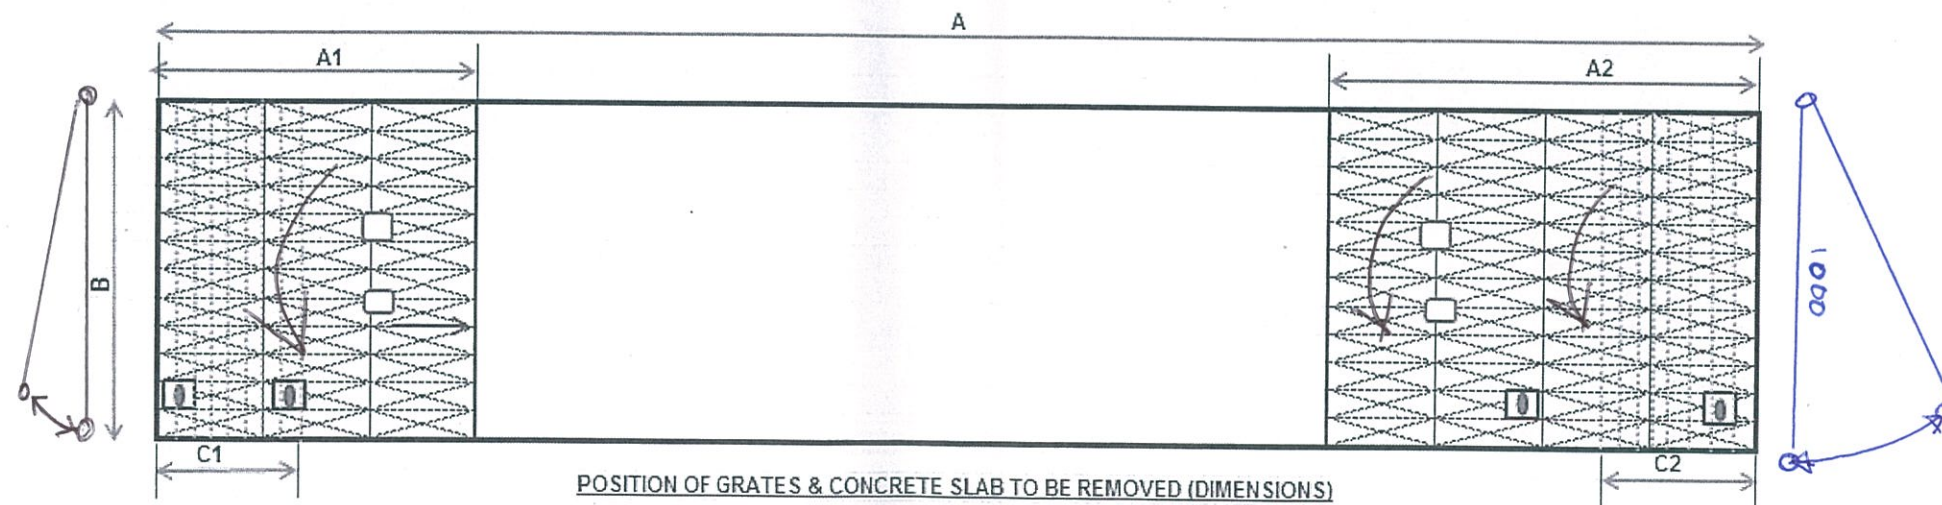 A
A1
A2
B
1000
C1
C2
POSITION OF GRATES & CONCRETE SLAB TO BE REMOVED (DIMENSIONS)